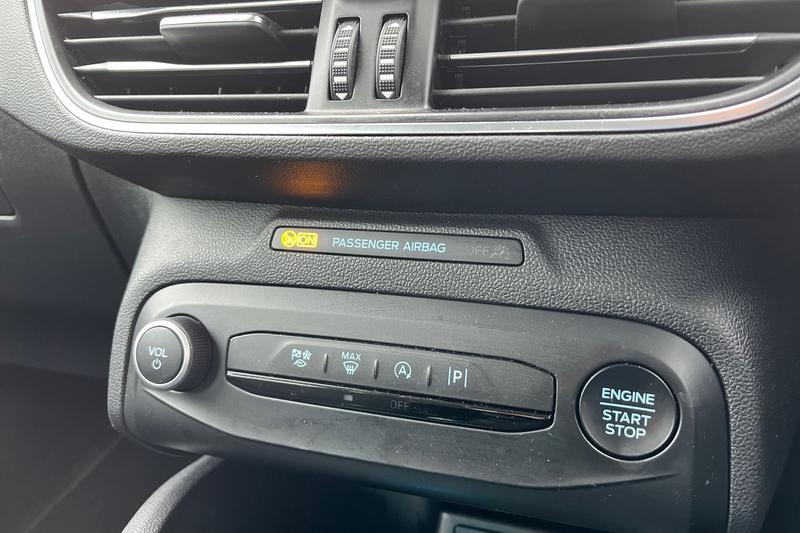 ON PASSENGER AIRBAG OFF
VOL
MAX
A
P
OFF
ENGINE
START
STOP